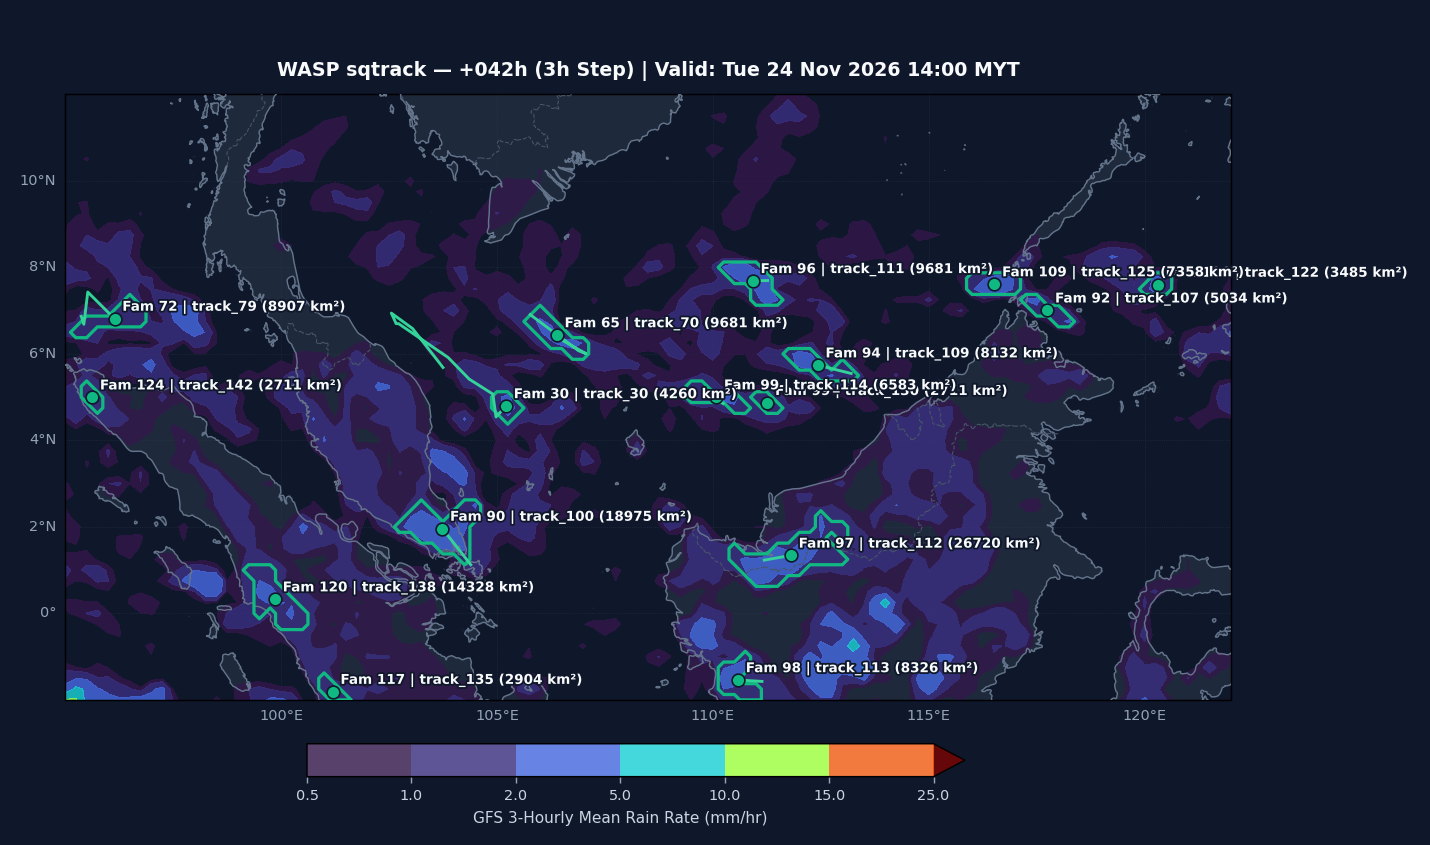 WASP sqtrack — +042h (3h Step) | Valid: Tue 24 Nov 2026 14:00 MYT
10°N
8°N
6°N
4°N
2°N
0°
Fam 96 | track_111 (9681 km²)
Fam 109 | track_125 (7358 km²)
track_122 (3485 km²)
Fam 92 | track_107 (5034 km²)
Fam 72 | track_79 (8907 km²)
Fam 65 | track_70 (9681 km²)
Fam 94 | track_109 (8132 km²)
Fam 124 | track_142 (2711 km²)
Fam 99 | track_114 (6583 km²)
(2711 km²)
Fam 30 | track_30 (4260 km²)
Fam 90 | track_100 (18975 km²)
Fam 97 | track_112 (26720 km²)
Fam 120 | track_138 (14328 km²)
Fam 98 | track_113 (8326 km²)
Fam 117 | track_135 (2904 km²)
100°E 105°E 110°E 115°E 120°E
0.5 1.0 2.0 5.0 10.0 15.0 25.0
GFS 3-Hourly Mean Rain Rate (mm/hr)